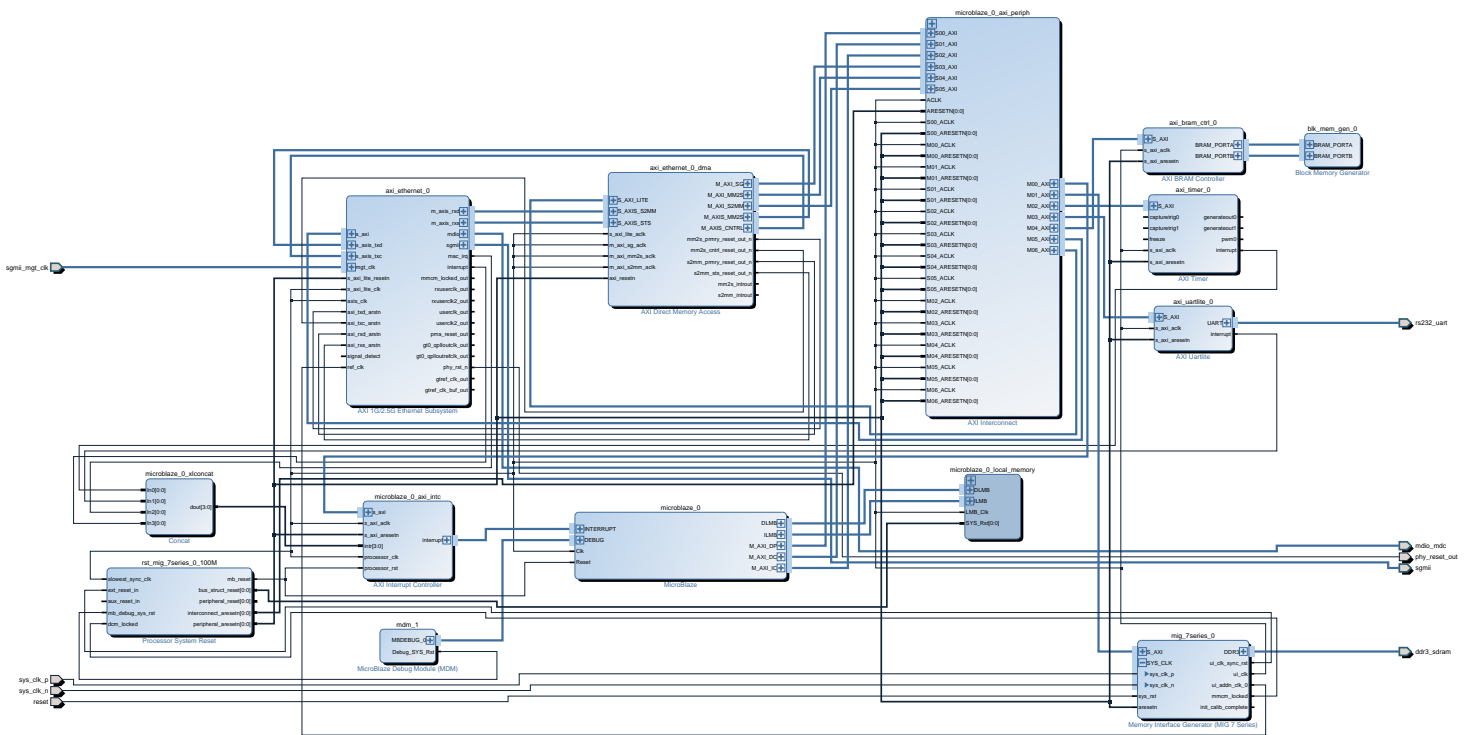 microblaze_0_axi_periph
S00_AXI
S01_AXI
S02_AXI
S03_AXI
S04_AXI
S05_AXI
ACLK
ARESETN[0:0]
S00_ACLK
S00_ARESETN[0:0]
M00_ACLK
M00_ARESETN[0:0]
M01_ACLK
M01_ARESETN[0:0]
S01_ACLK
S01_ARESETN[0:0]
S02_ACLK
S02_ARESETN[0:0]
S03_ACLK
S03_ARESETN[0:0]
S04_ACLK
S04_ARESETN[0:0]
S05_ACLK
S05_ARESETN[0:0]
M02_ACLK
M02_ARESETN[0:0]
M03_ACLK
M03_ARESETN[0:0]
M04_ACLK
M04_ARESETN[0:0]
M05_ACLK
M05_ARESETN[0:0]
M06_ACLK
M06_ARESETN[0:0]
M00_AXI
M01_AXI
M02_AXI
M03_AXI
M04_AXI
M05_AXI
M06_AXI
AXI Interconnect
axi_bram_ctrl_0
S_AXI
s_axi_aclk
s_axi_aresetn
BRAM_PORTA
BRAM_PORTB
AXI BRAM Controller
blk_mem_gen_0
BRAM_PORTA
BRAM_PORTB
Block Memory Generator
axi_timer_0
S_AXI
capturetrig0
capturetrig1
freeze
s_axi_aclk
s_axi_aresetn
generateout0
generateout1
pwm0
interrupt
AXI Timer
axi_uartlite_0
S_AXI
s_axi_aclk
s_axi_aresetn
UART
interrupt
AXI Uartlite
rs232_uart
axi_ethernet_0_dma
S_AXI_LITE
S_AXIS_S2MM
S_AXIS_STS
s_axi_lite_aclk
m_axi_sg_aclk
m_axi_mm2s_aclk
m_axi_s2mm_aclk
axi_resetn
M_AXI_SG
M_AXI_MM2S
M_AXI_S2MM
M_AXIS_MM2S
M_AXIS_CNTRL
mm2s_prmry_reset_out_n
mm2s_cntrl_reset_out_n
s2mm_prmry_reset_out_n
s2mm_sts_reset_out_n
mm2s_introut
s2mm_introut
AXI Direct Memory Access
axi_ethernet_0
s_axi
s_axis_txd
s_axis_txc
mgt_clk
s_axi_lite_resetn
s_axi_lite_clk
axis_clk
axi_txd_arstn
axi_txc_arstn
axi_rxd_arstn
axi_rxs_arstn
signal_detect
ref_clk
m_axis_rxd
m_axis_rxs
mdio
sgmii
mac_irq
interrupt
mmcm_locked_out
rxuserclk_out
rxuserclk2_out
userclk_out
userclk2_out
pma_reset_out
gt0_qplloutclk_out
gt0_qplloutrefclk_out
phy_rst_n
gtref_clk_out
gtref_clk_buf_out
AXI 1G/2.5G Ethernet Subsystem
sgmii_mgt_clk
microblaze_0_xlconcat
In0[0:0]
In1[0:0]
In2[0:0]
In3[0:0]
dout[3:0]
Concat
microblaze_0_axi_intc
s_axi
s_axi_aclk
s_axi_aresetn
intr[3:0]
processor_clk
processor_rst
interrupt
AXI Interrupt Controller
microblaze_0
INTERRUPT
DEBUG
Clk
Reset
DLMB
ILMB
M_AXI_DP
M_AXI_DC
M_AXI_IC
MicroBlaze
microblaze_0_local_memory
DLMB
ILMB
LMB_Clk
SYS_Rst[0:0]
mdio_mdc
phy_reset_out
sgmii
rst_mig_7series_0_100M
slowest_sync_clk
ext_reset_in
aux_reset_in
mb_debug_sys_rst
dcm_locked
mb_reset
bus_struct_reset[0:0]
peripheral_reset[0:0]
interconnect_aresetn[0:0]
peripheral_aresetn[0:0]
Processor System Reset
mdm_1
MBDEBUG_0
Debug_SYS_Rst
MicroBlaze Debug Module (MDM)
mig_7series_0
S_AXI
SYS_CLK
sys_clk_p
sys_clk_n
sys_rst
aresetn
DDR3
ui_clk_sync_rst
ui_clk
ui_addn_clk_0
mmcm_locked
init_calib_complete
Memory Interface Generator (MIG 7 Series)
ddr3_sdram
sys_clk_p
sys_clk_n
reset